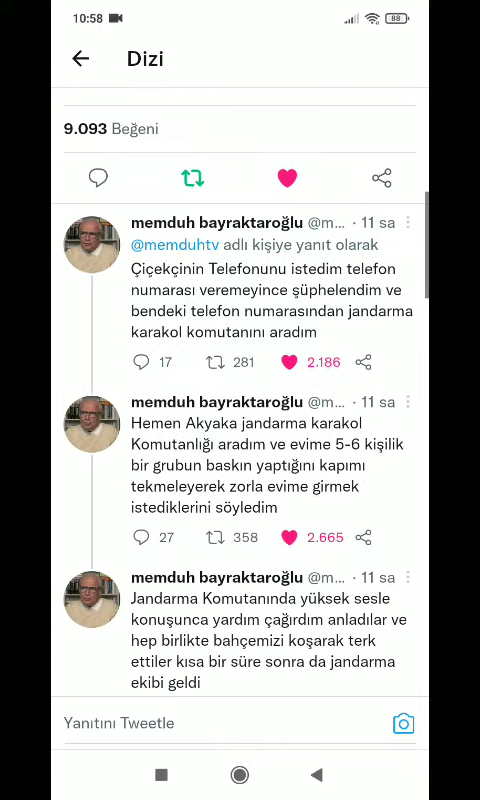 10:58
88
Dizi
9.093 Beğeni
memduh bayraktaroğlu @m... · 11 sa
@memduhtv adlı kişiye yanıt olarak
Çiçekçinin Telefonunu istedim telefon
numarası veremeyince şüphelendim ve
bendeki telefon numarasından jandarma
karakol komutanını aradım
17 281 2.186
memduh bayraktaroğlu @m... · 11 sa
Hemen Akyaka jandarma karakol
Komutanlığı aradım ve evime 5-6 kişilik
bir grubun baskın yaptığını kapımı
tekmeleyerek zorla evime girmek
istediklerini söyledim
27 358 2.665
memduh bayraktaroğlu @m... · 11 sa
Jandarma Komutanında yüksek sesle
konuşunca yardım çağırdım anladılar ve
hep birlikte bahçemizi koşarak terk
ettiler kısa bir süre sonra da jandarma
ekibi geldi
Yanıtını Tweetle